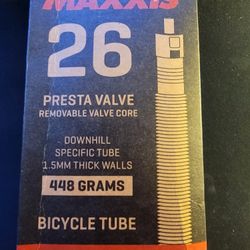 MAXXIS
26
PRESTA VALVE
REMOVABLE VALVE CORE
DOWNHILL
SPECIFIC TUBE
1.5MM THICK WALLS
448 GRAMS
BICYCLE TUBE